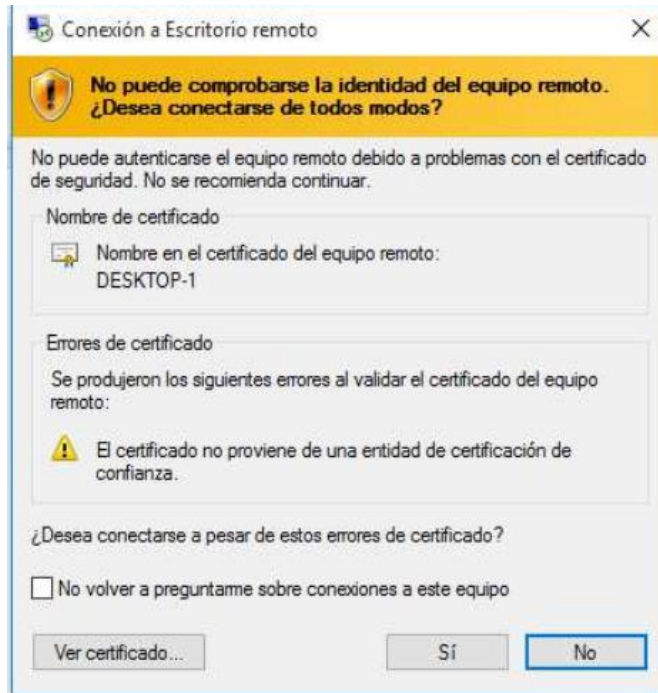 Conexión a Escritorio remoto
No puede comprobarse la identidad del equipo remoto.
¿Desea conectarse de todos modos?
No puede autenticarse el equipo remoto debido a problemas con el certificado
de seguridad. No se recomienda continuar.
Nombre de certificado
Nombre en el certificado del equipo remoto:
DESKTOP-1
Errores de certificado
Se produjeron los siguientes errores al validar el certificado del equipo
remoto:
El certificado no proviene de una entidad de certificación de
confianza.
¿Desea conectarse a pesar de estos errores de certificado?
No volver a preguntarme sobre conexiones a este equipo
Ver certificado... Sí No